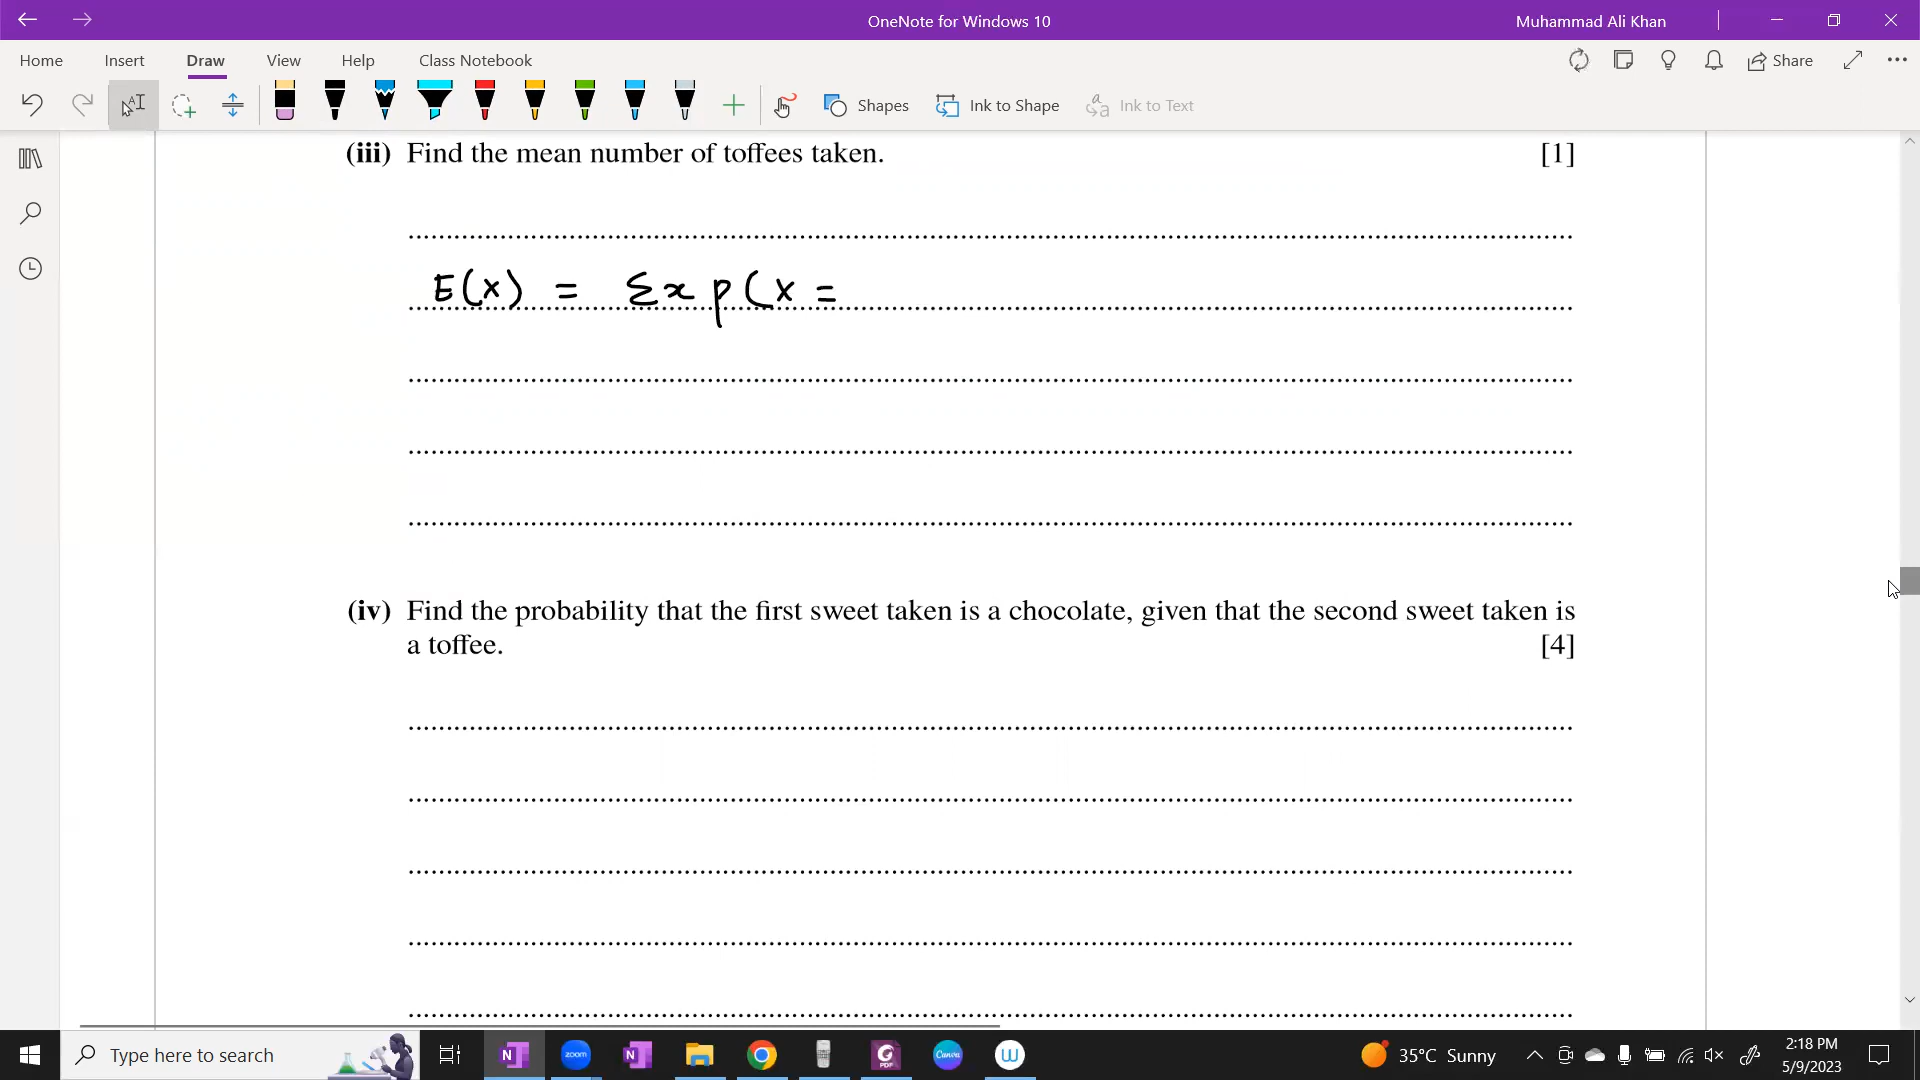 OneNote for Windows 10
Muhammad Ali Khan
Home Insert Draw View Help Class Notebook
Share
Shapes Ink to Shape Ink to Text
(iii) Find the mean number of toffees taken. [1]
E(X) = Σx p(X =
(iv) Find the probability that the first sweet taken is a chocolate, given that the second sweet taken is
a toffee. [4]
Type here to search
zoom
PDF
Canva
35°C Sunny
2:18 PM
5/9/2023